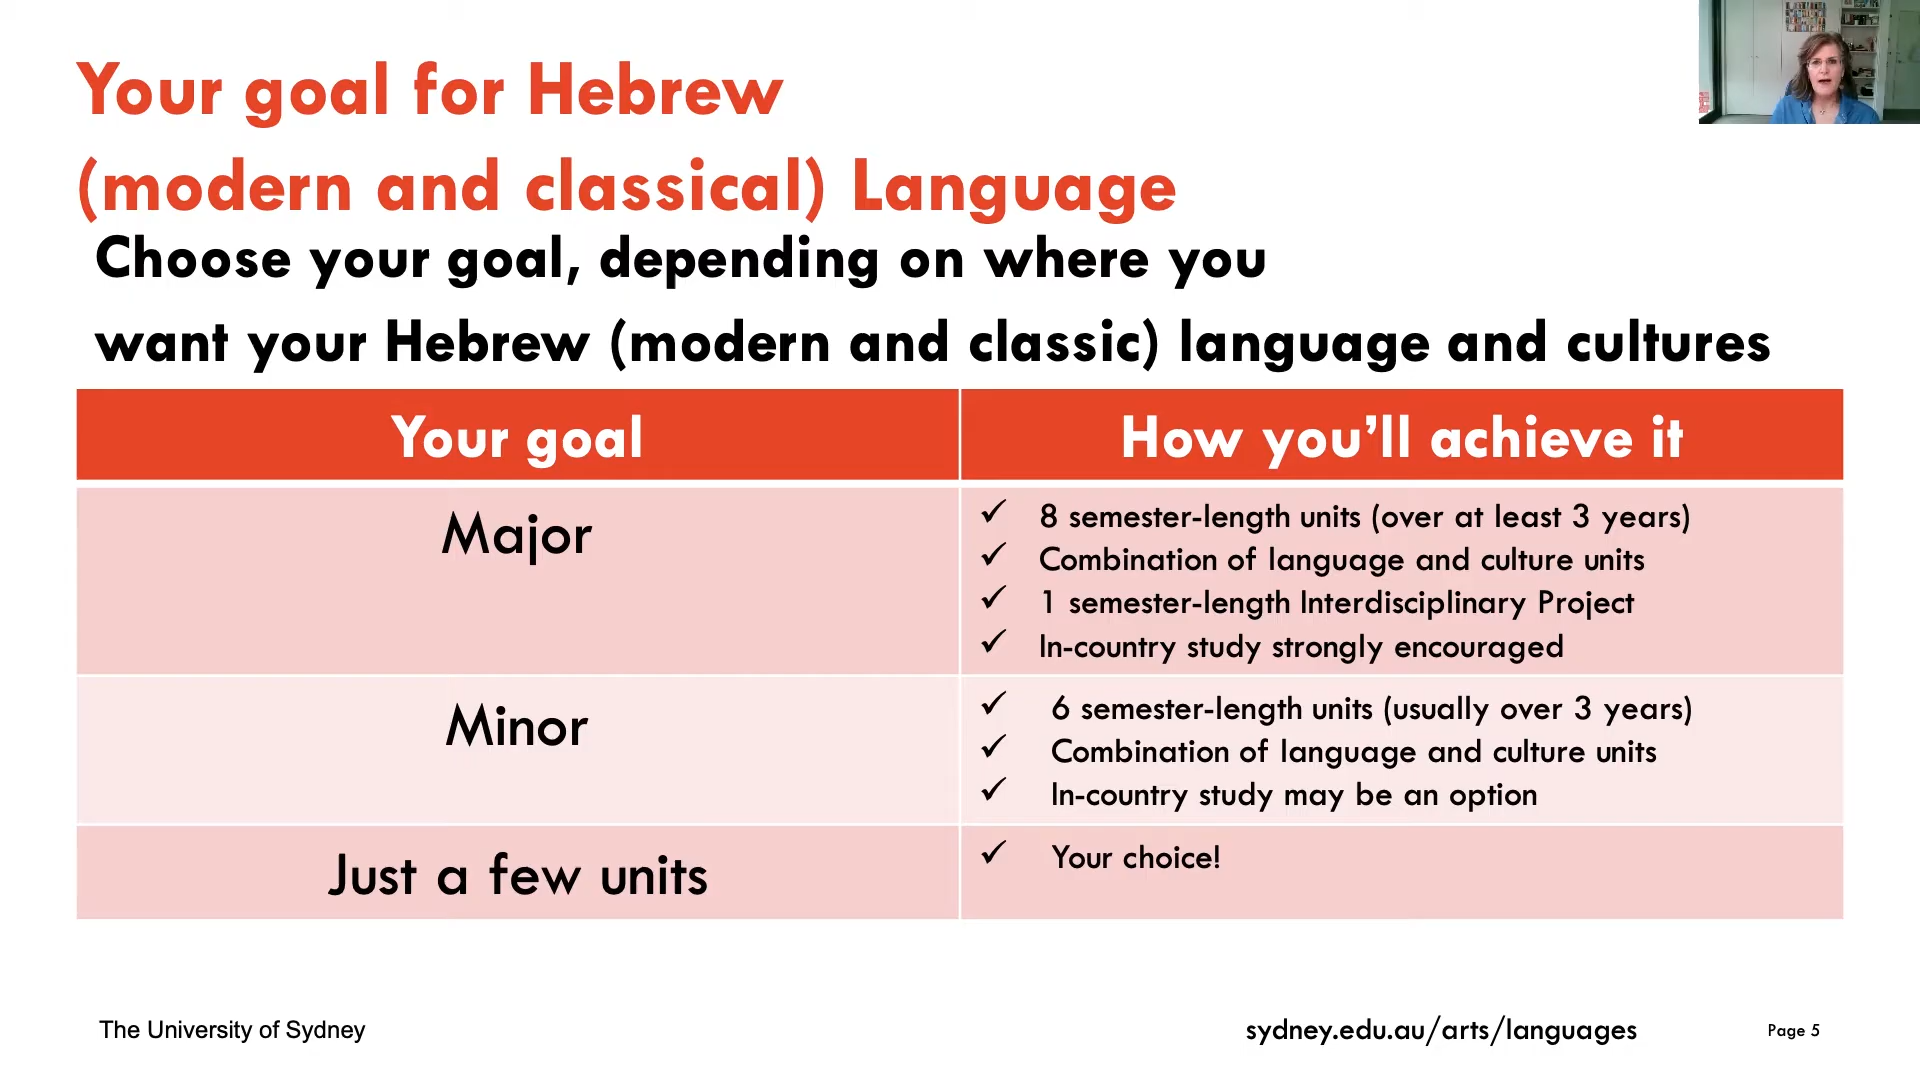 Your goal for Hebrew
(modern and classical) Language
Choose your goal, depending on where you
want your Hebrew (modern and classic) language and cultures
Your goal
How you’ll achieve it
Major
✓ 8 semester-length units (over at least 3 years)
✓ Combination of language and culture units
✓ 1 semester-length Interdisciplinary Project
✓ In-country study strongly encouraged
Minor
✓ 6 semester-length units (usually over 3 years)
✓ Combination of language and culture units
✓ In-country study may be an option
Just a few units
✓ Your choice!
The University of Sydney
sydney.edu.au/arts/languages
Page 5